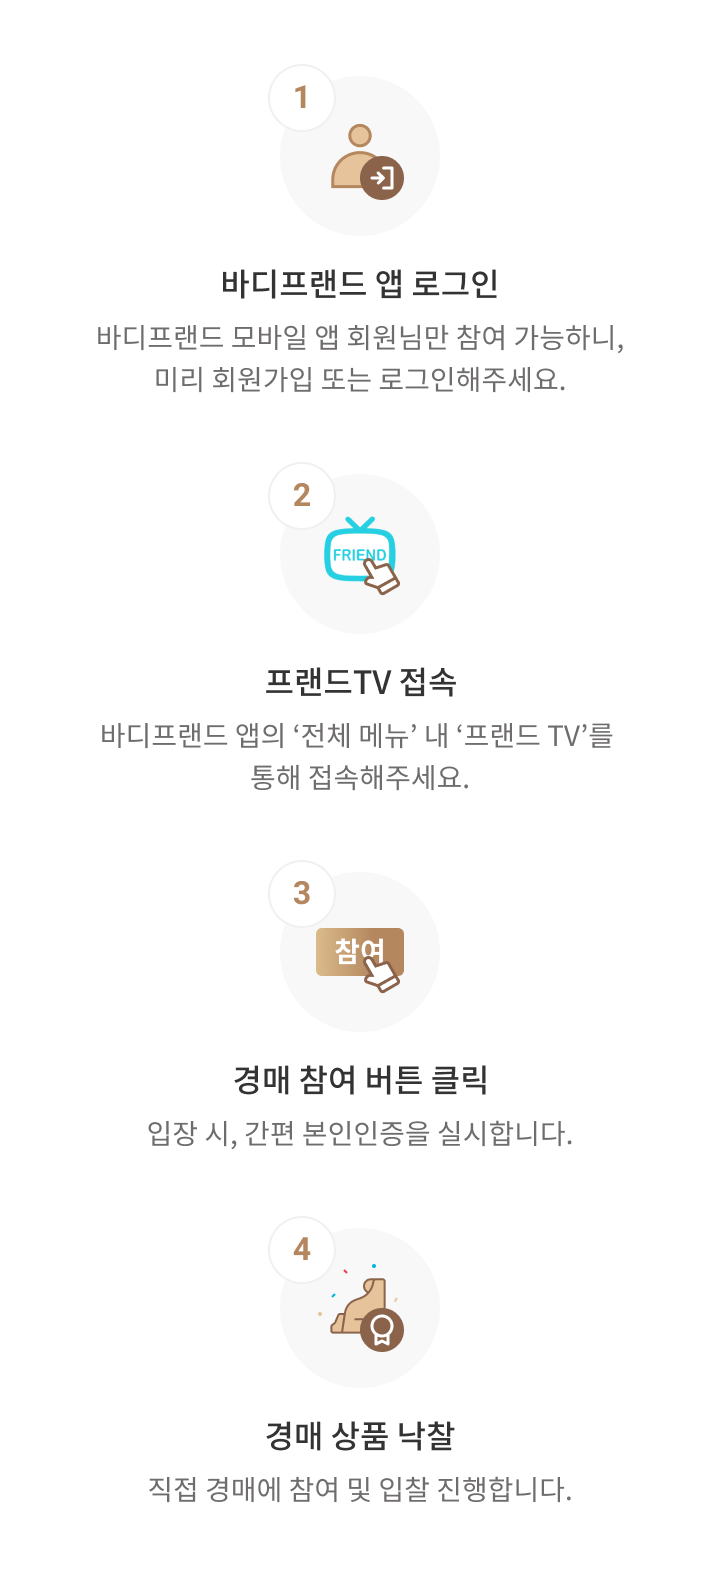 1
바디프랜드 앱 로그인
바디프랜드 모바일 앱 회원님만 참여 가능하니,
미리 회원가입 또는 로그인해주세요.
2
FRIEND
프랜드TV 접속
바디프랜드 앱의 ‘전체 메뉴’ 내 ‘프랜드 TV’를
통해 접속해주세요.
3
참여
경매 참여 버튼 클릭
입장 시, 간편 본인인증을 실시합니다.
4
경매 상품 낙찰
직접 경매에 참여 및 입찰 진행합니다.